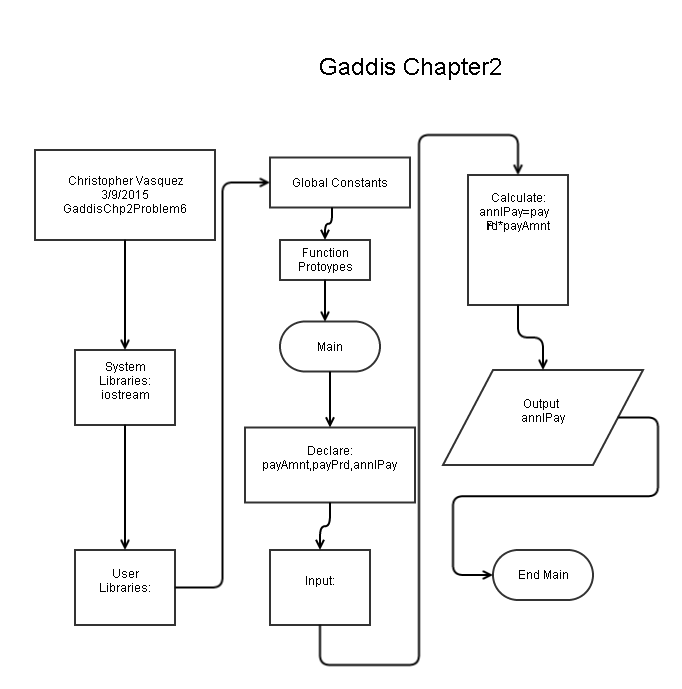 Gaddis Chapter2
Christopher Vasquez
3/9/2015
GaddisChp2Problem6
System
Libraries:
iostream
User
Libraries:
Global Constants
Function
Protoypes
Main
Declare:
payAmnt,payPrd,annlPay
Input:
Calculate:
annlPay=pay
Pd*payAmnt
Output
annlPay
End Main